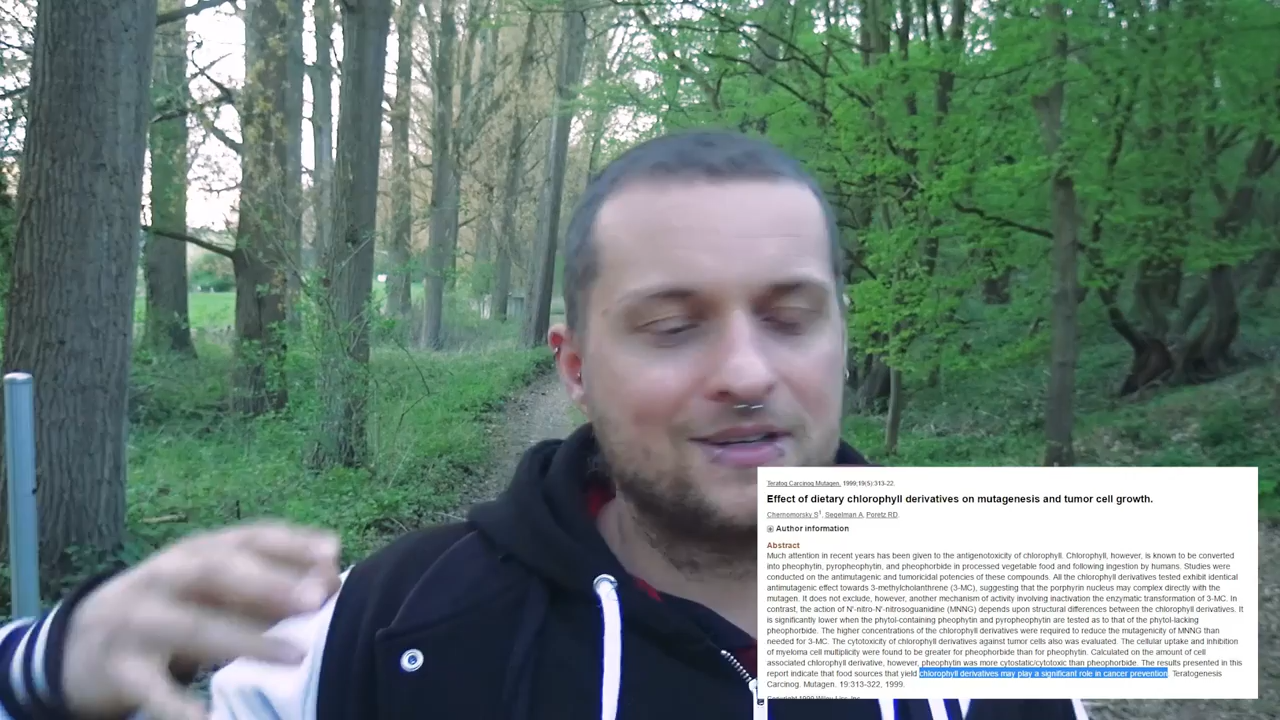 Teratog Carcinog Mutagen. 1999;19(5):313-22.
Effect of dietary chlorophyll derivatives on mutagenesis and tumor cell growth.
Chernomorsky S1, Segelman A, Poretz RD.
Author information
Abstract
Much attention in recent years has been given to the antigenotoxicity of chlorophyll. Chlorophyll, however, is known to be converted
into pheophytin, pyropheophytin, and pheophorbide in processed vegetable food and following ingestion by humans. Studies were
conducted on the antimutagenic and tumoricidal potencies of these compounds. All the chlorophyll derivatives tested exhibit identical
antimutagenic effect towards 3-methylcholanthrene (3-MC), suggesting that the porphyrin nucleus may complex directly with the
mutagen. It does not exclude, however, another mechanism of activity involving inactivation the enzymatic transformation of 3-MC. In
contrast, the action of N'-nitro-N'-nitrosoguanidine (MNNG) depends upon structural differences between the chlorophyll derivatives. It
is significantly lower when the phytol-containing pheophytin and pyropheophytin are tested as to that of the phytol-lacking
pheophorbide. The higher concentrations of the chlorophyll derivatives were required to reduce the mutagenicity of MNNG than
needed for 3-MC. The cytotoxicity of chlorophyll derivatives against tumor cells also was evaluated. The cellular uptake and inhibition
of myeloma cell multiplicity were found to be greater for pheophorbide than for pheophytin. Calculated on the amount of cell
associated chlorophyll derivative, however, pheophytin was more cytostatic/cytotoxic than pheophorbide. The results presented in this
report indicate that food sources that yield chlorophyll derivatives may play a significant role in cancer prevention. Teratogenesis
Carcinog. Mutagen. 19:313-322, 1999.
Copyright 1999 Wiley-Liss, Inc.